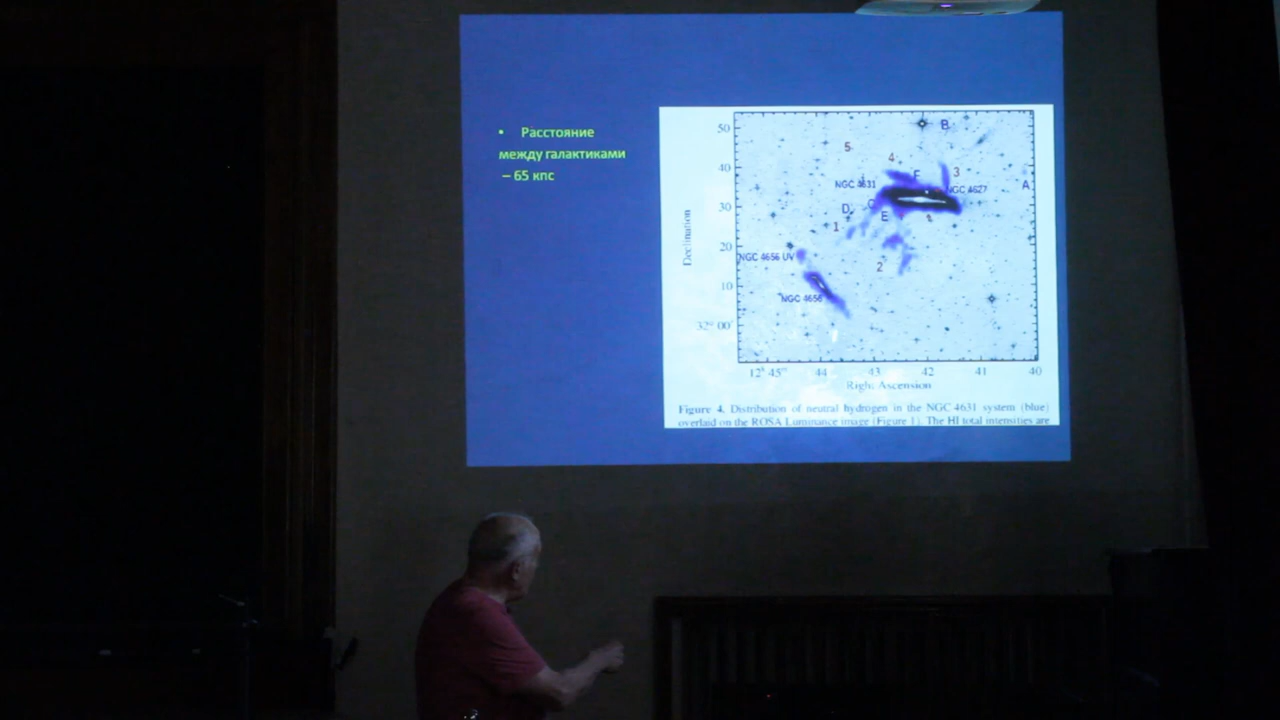 • Расстояние
между галактиками
– 65 кпс
50
40
30
20
10
32° 00'
Declination
B
5
4
3
F
A
NGC 4631
NGC 4627
D
C
E
1
2
NGC 4656 UV
NGC 4656
12ʰ 45ᵐ 44 43 42 41 40
Right Ascension
Figure 4. Distribution of neutral hydrogen in the NGC 4631 system (blue)
overlaid on the ROSA Luminance image (Figure 1). The HI total intensities are